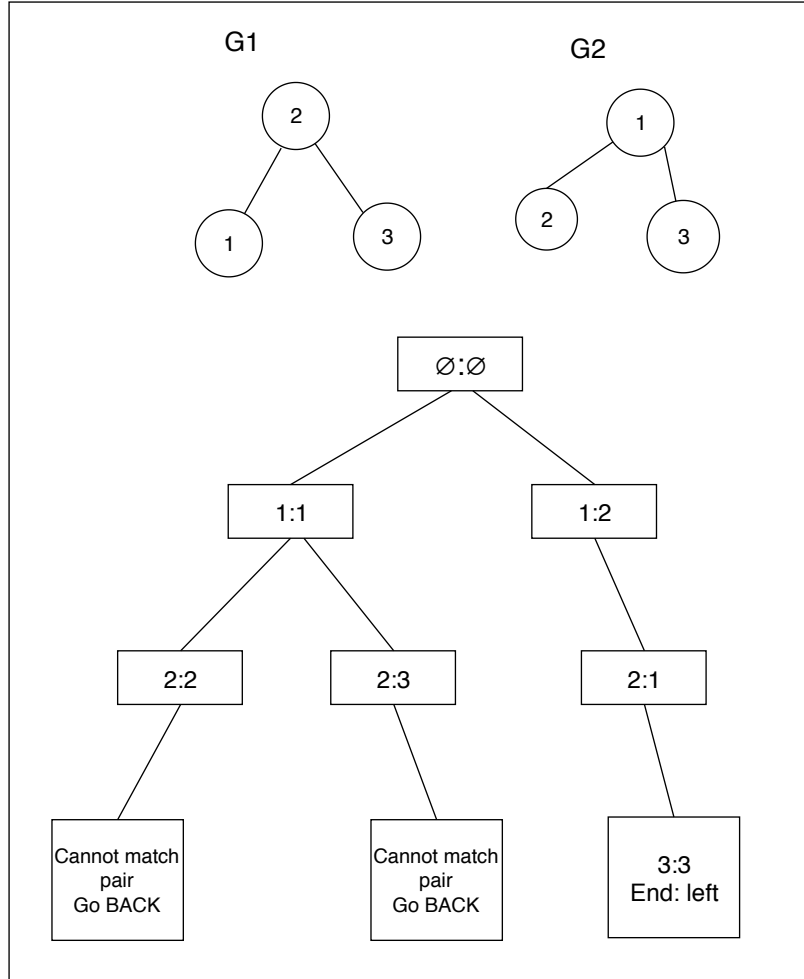 G1
G2
2
1
1
3
2
3
∅:∅
1:1
1:2
2:2
2:3
2:1
Cannot match
pair
Go BACK
Cannot match
pair
Go BACK
3:3
End: left